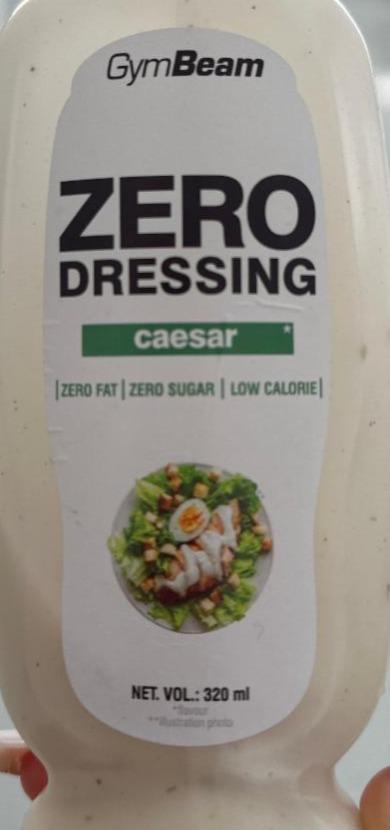 GymBeam
ZERO
DRESSING
caesar *
|ZERO FAT| ZERO SUGAR | LOW CALORIE|
NET. VOL.: 320 ml
*flavour
**illustration photo